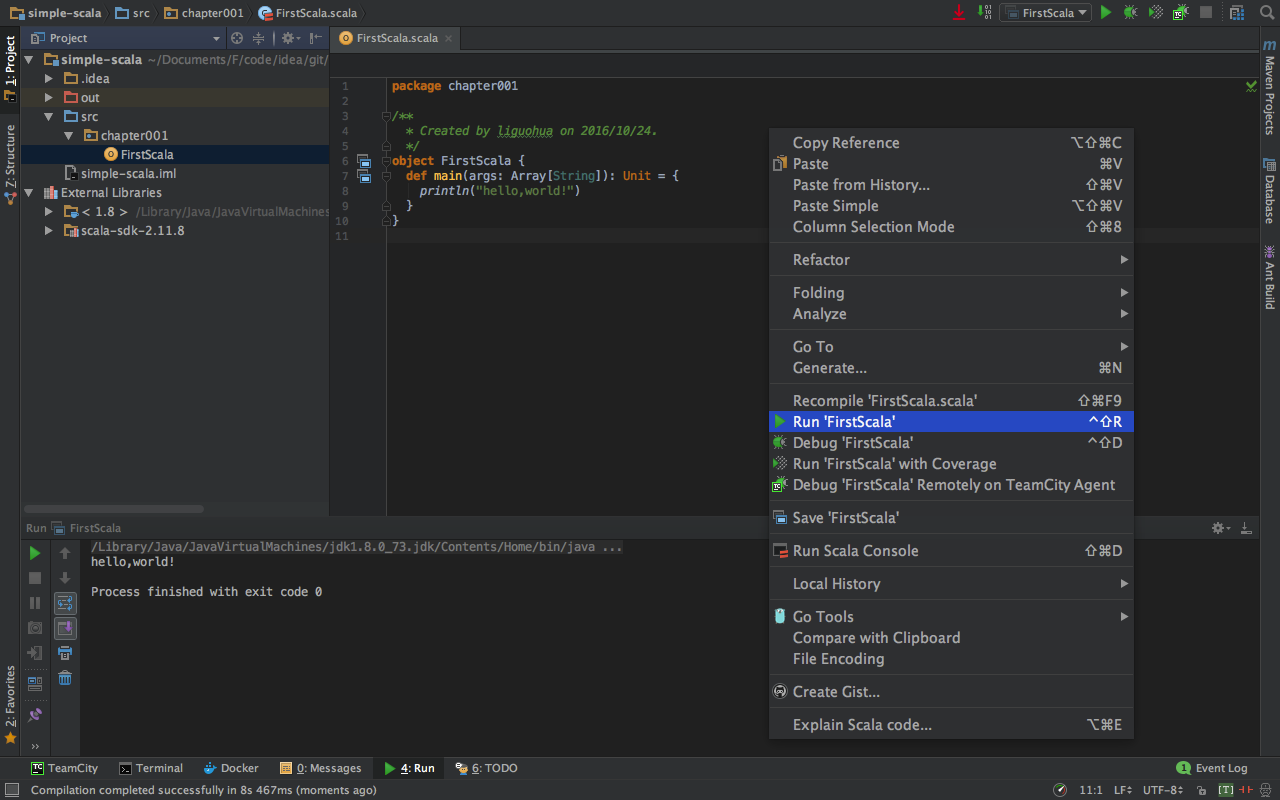 simple-scala src chapter001 FirstScala.scala FirstScala
Project
simple-scala ~/Documents/F/code/idea/git/
.idea
out
src
chapter001
FirstScala
simple-scala.iml
External Libraries
< 1.8 > /Library/Java/JavaVirtualMachines
scala-sdk-2.11.8
1: Project
7: Structure
2: Favorites
FirstScala.scala
1 package chapter001
2
3 /**
4 * Created by liguohua on 2016/10/24.
5 */
6 object FirstScala {
7 def main(args: Array[String]): Unit = {
8 println("hello,world!")
9 }
10 }
11
Copy Reference ⌥⇧⌘C
Paste ⌘V
Paste from History... ⇧⌘V
Paste Simple ⌥⇧⌘V
Column Selection Mode ⇧⌘8
Refactor
Folding
Analyze
Go To
Generate... ⌘N
Recompile 'FirstScala.scala' ⇧⌘F9
Run 'FirstScala' ^⇧R
Debug 'FirstScala' ^⇧D
Run 'FirstScala' with Coverage
Debug 'FirstScala' Remotely on TeamCity Agent
Save 'FirstScala'
Run Scala Console ⇧⌘D
Local History
Go Tools
Compare with Clipboard
File Encoding
Create Gist...
Explain Scala code... ⌥⌘E
Maven Projects
Database
Ant Build
Run FirstScala
/Library/Java/JavaVirtualMachines/jdk1.8.0_73.jdk/Contents/Home/bin/java ...
hello,world!
Process finished with exit code 0
TeamCity Terminal Docker 0: Messages 4: Run 6: TODO 1 Event Log
Compilation completed successfully in 8s 467ms (moments ago) 11:1 LF UTF-8 [T]